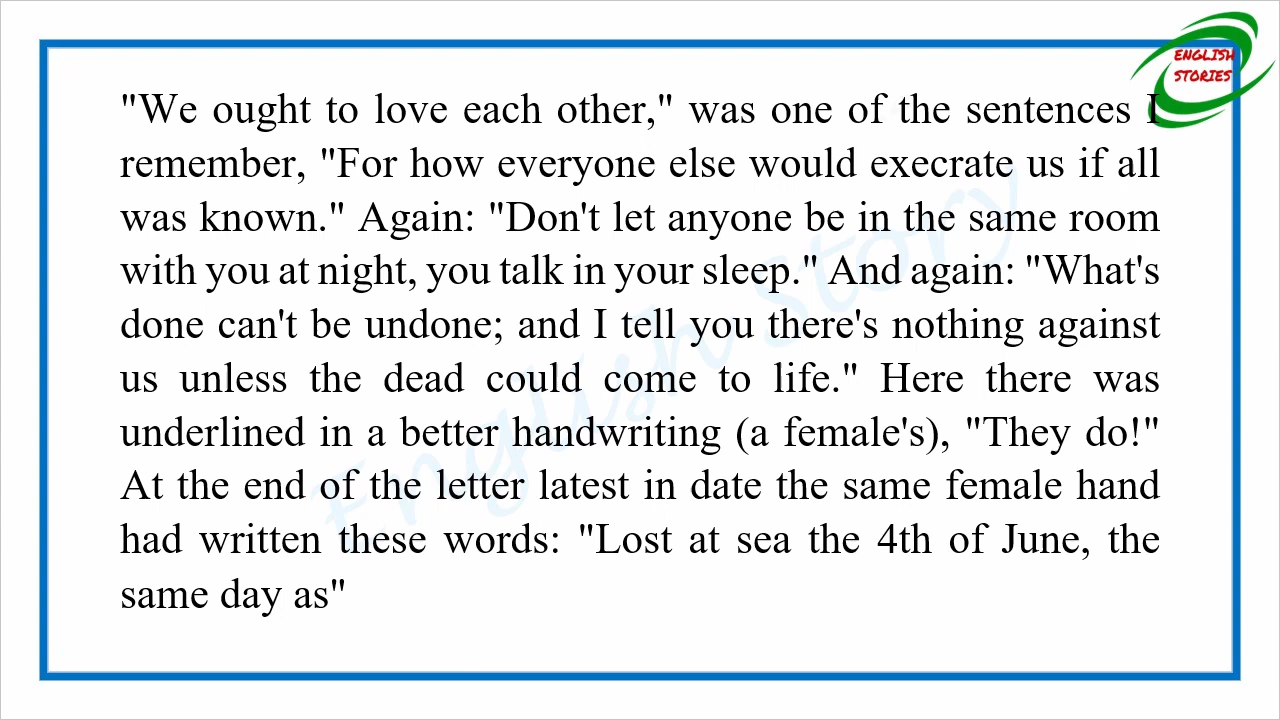 ENGLISH
STORIES
"We ought to love each other," was one of the sentences I
remember, "For how everyone else would execrate us if all
was known." Again: "Don't let anyone be in the same room
with you at night, you talk in your sleep." And again: "What's
done can't be undone; and I tell you there's nothing against
us unless the dead could come to life." Here there was
underlined in a better handwriting (a female's), "They do!"
At the end of the letter latest in date the same female hand
had written these words: "Lost at sea the 4th of June, the
same day as"
English Story